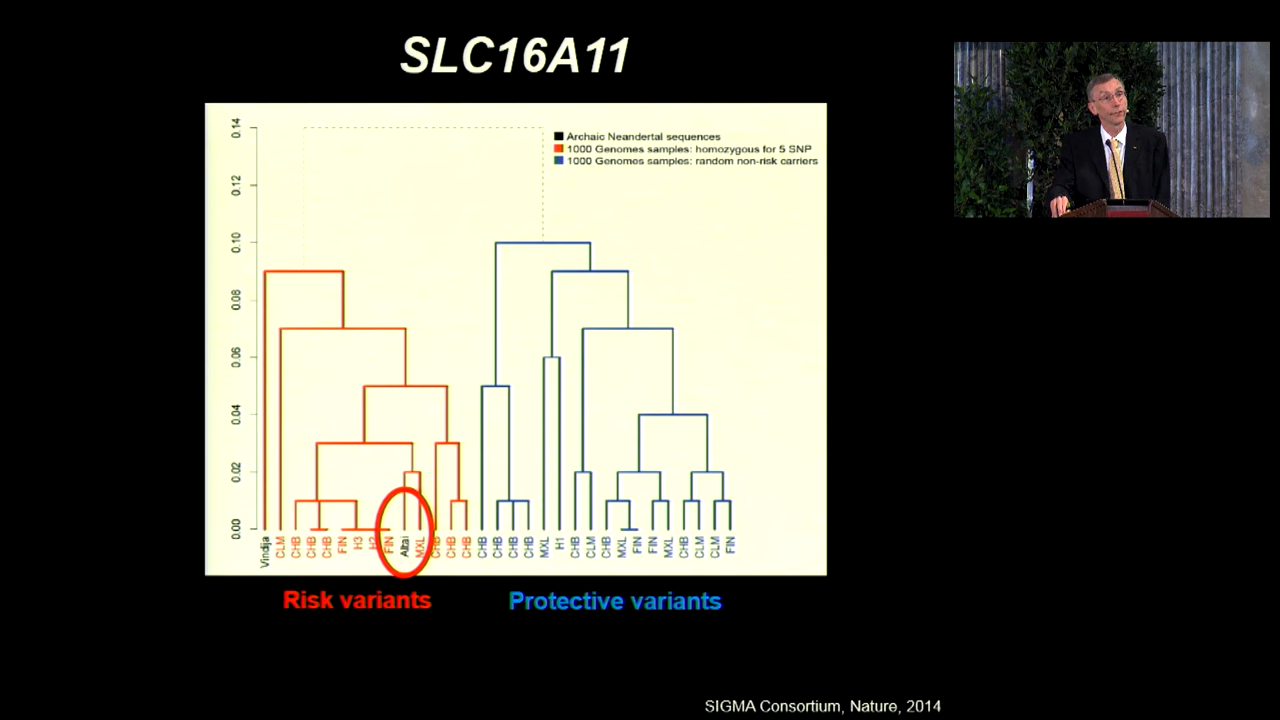 SLC16A11
Archaic Neandertal sequences
1000 Genomes samples: homozygous for 5 SNP
1000 Genomes samples: random non-risk carriers
0.14
0.12
0.10
0.08
0.06
0.04
0.02
0.00
Vindija
CLM
CHB
CHB
CHB
FIN
H3
H2
FIN
Altai
MXL
CHB
CHB
CHB
CHB
CHB
CHB
CHB
MXL
H1
CHB
CLM
CHB
MXL
FIN
FIN
MXL
CHB
CLM
CLM
FIN
Risk variants
Protective variants
SIGMA Consortium, Nature, 2014